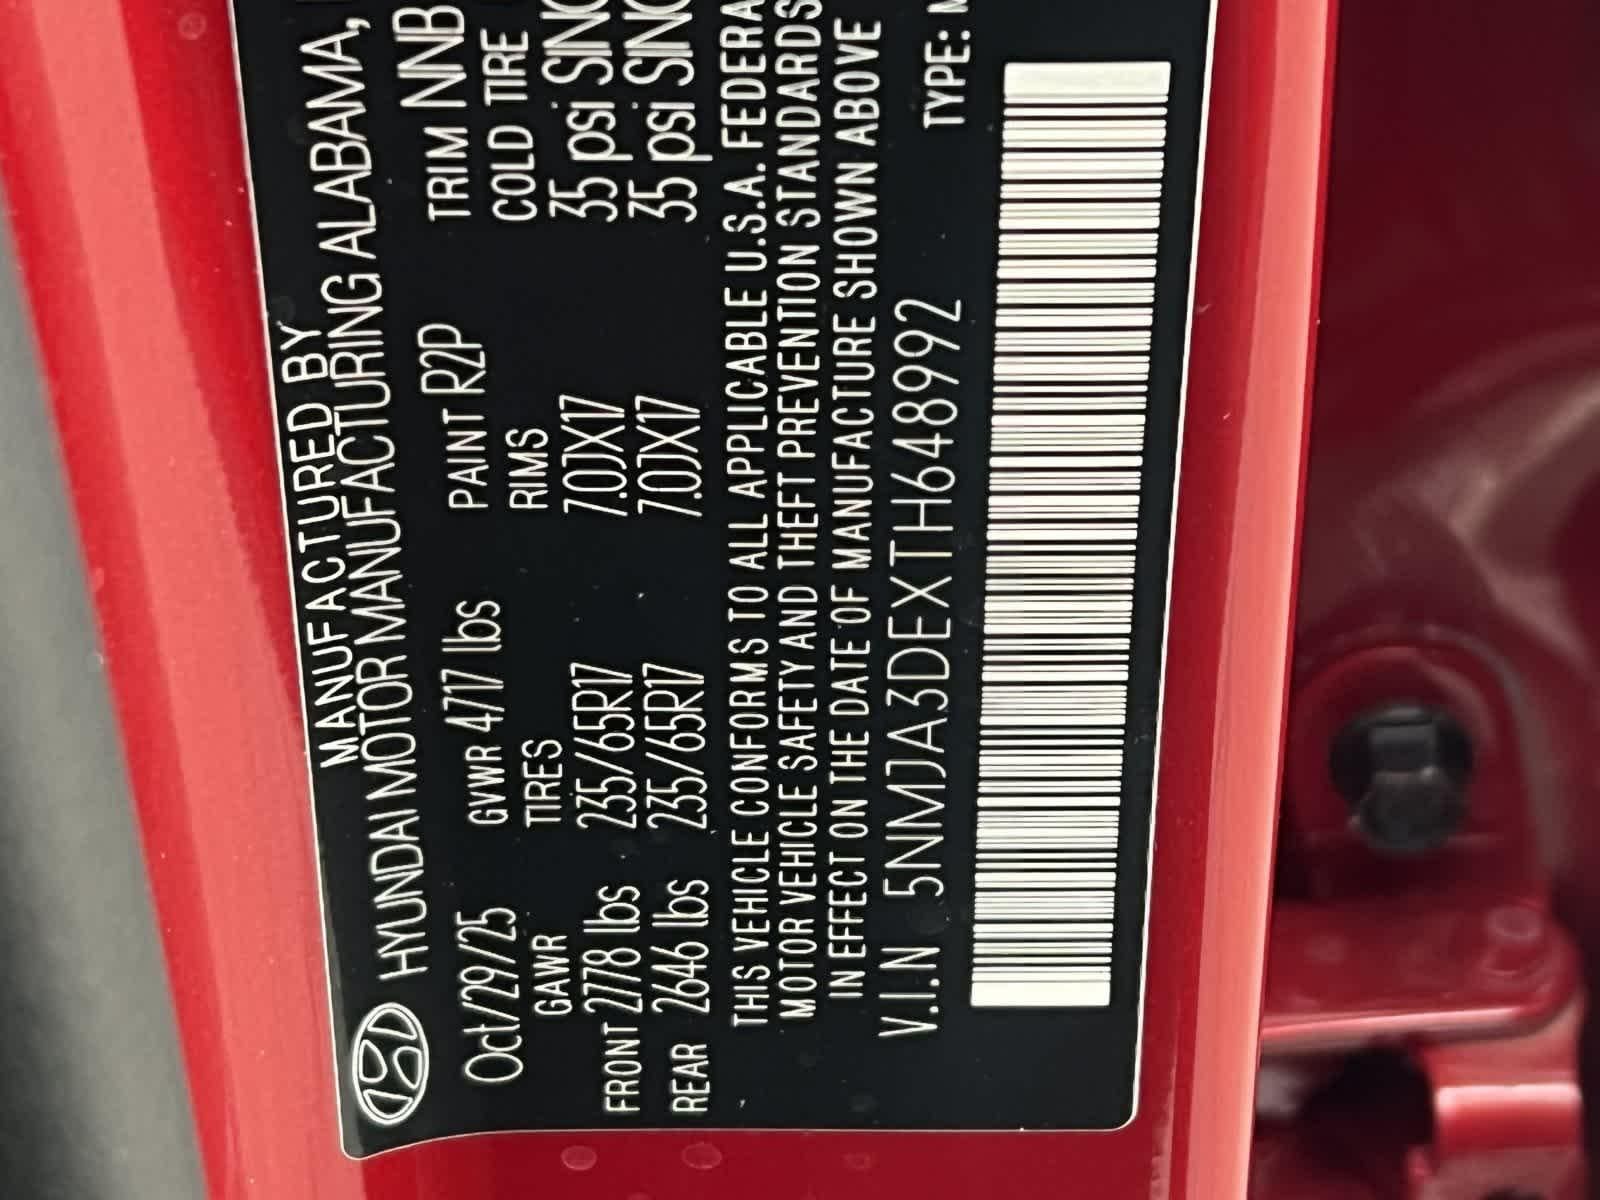 MANUFACTURED BY
HYUNDAI MOTOR MANUFACTURING ALABAMA,
Oct/29/25 GVWR 4717 lbs PAINT R2P TRIM NNB
GAWR TIRES RIMS COLD TIRE
FRONT 2778 lbs 235/65R17 7.0JX17 35 psi
REAR 2646 lbs 235/65R17 7.0JX17 35 psi
THIS VEHICLE CONFORMS TO ALL APPLICABLE U.S.A.
MOTOR VEHICLE SAFETY AND THEFT PREVENTION STANDARDS
IN EFFECT ON THE DATE OF MANUFACTURE SHOWN ABOVE
V.I.N 5NMJA3DEXTH648992 TYPE: